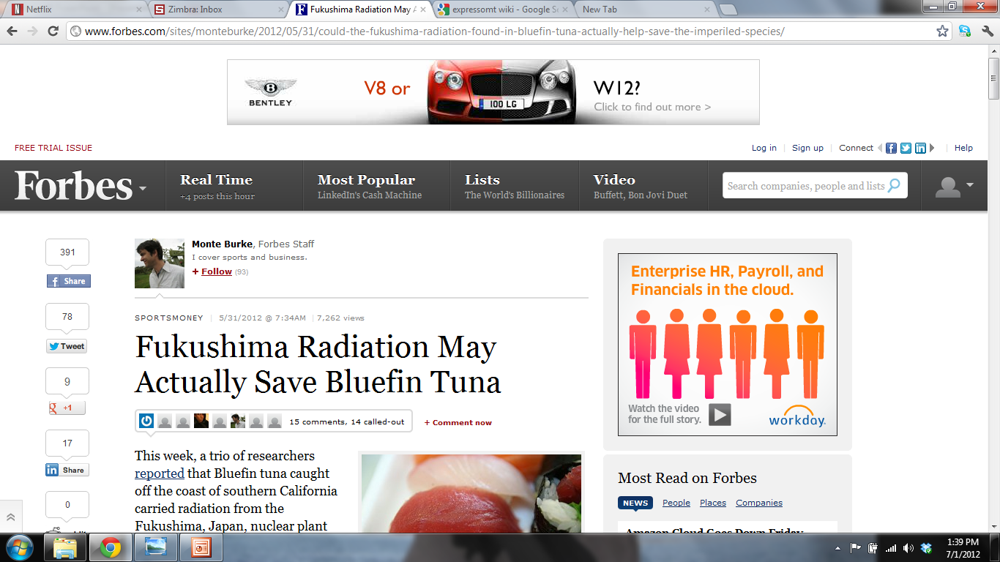 Netflix
Zimbra: Inbox
Fukushima Radiation May A
expressomt wiki - Google Se
New Tab
www.forbes.com/sites/monteburke/2012/05/31/could-the-fukushima-radiation-found-in-bluefin-tuna-actually-help-save-the-imperiled-species/
BENTLEY
V8 or
100 LG
W12?
Click to find out more >
FREE TRIAL ISSUE
Log in
Sign up
Connect
Help
Forbes
Real Time
+4 posts this hour
Most Popular
LinkedIn's Cash Machine
Lists
The World's Billionaires
Video
Buffett, Bon Jovi Duet
Search companies, people and lists
391
Share
78
Tweet
9
+1
17
Share
0
Monte Burke, Forbes Staff
I cover sports and business.
+ Follow (93)
SPORTSMONEY | 5/31/2012 @ 7:34AM | 7,262 views
Fukushima Radiation May
Actually Save Bluefin Tuna
15 comments, 14 called-out
+ Comment now
This week, a trio of researchers
reported that Bluefin tuna caught
off the coast of southern California
carried radiation from the
Fukushima, Japan, nuclear plant
Enterprise HR, Payroll, and
Financials in the cloud.
Watch the video
for the full story.
workday.
Most Read on Forbes
NEWS
People
Places
Companies
Amazon Cloud Goes Down Friday
1:39 PM
7/1/2012